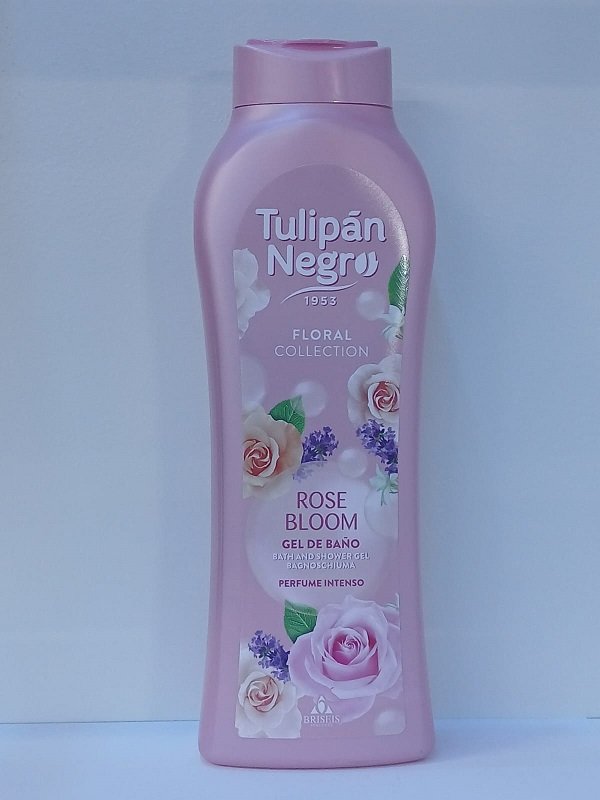 Tulipán
Negro
1953
FLORAL
COLLECTION
ROSE
BLOOM
GEL DE BAÑO
BATH AND SHOWER GEL
BAGNOSCHIUMA
PERFUME INTENSO
BRISEIS